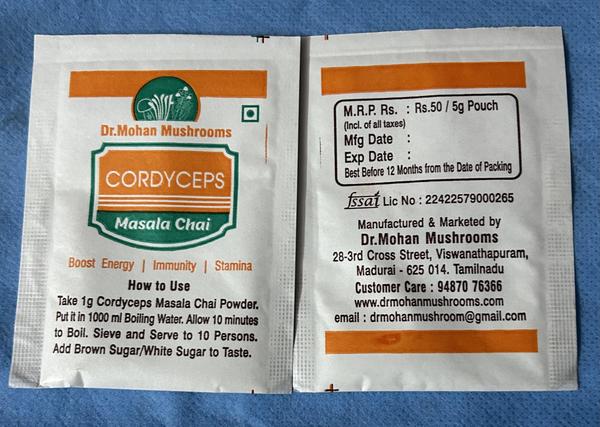 Dr.Mohan Mushrooms
CORDYCEPS
Masala Chai
Boost Energy | Immunity | Stamina
How to Use
Take 1g Cordyceps Masala Chai Powder.
Put it in 1000 ml Boiling Water. Allow 10 minutes
to Boil. Sieve and Serve to 10 Persons.
Add Brown Sugar/White Sugar to Taste.
M.R.P. Rs. : Rs.50 / 5g Pouch
(Incl. of all taxes)
Mfg Date :
Exp Date :
Best Before 12 Months from the Date of Packing
fssai Lic No : 22422579000265
Manufactured & Marketed by
Dr.Mohan Mushrooms
28-3rd Cross Street, Viswanathapuram,
Madurai - 625 014. Tamilnadu
Customer Care : 94870 76366
www.drmohanmushrooms.com
email : drmohanmushroom@gmail.com